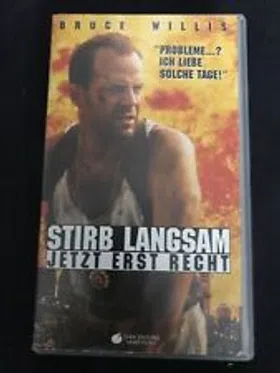 BRUCE WILLIS
"PROBLEME...?
ICH LIEBE
SOLCHE TAGE!"
STIRB LANGSAM
JETZT ERST RECHT